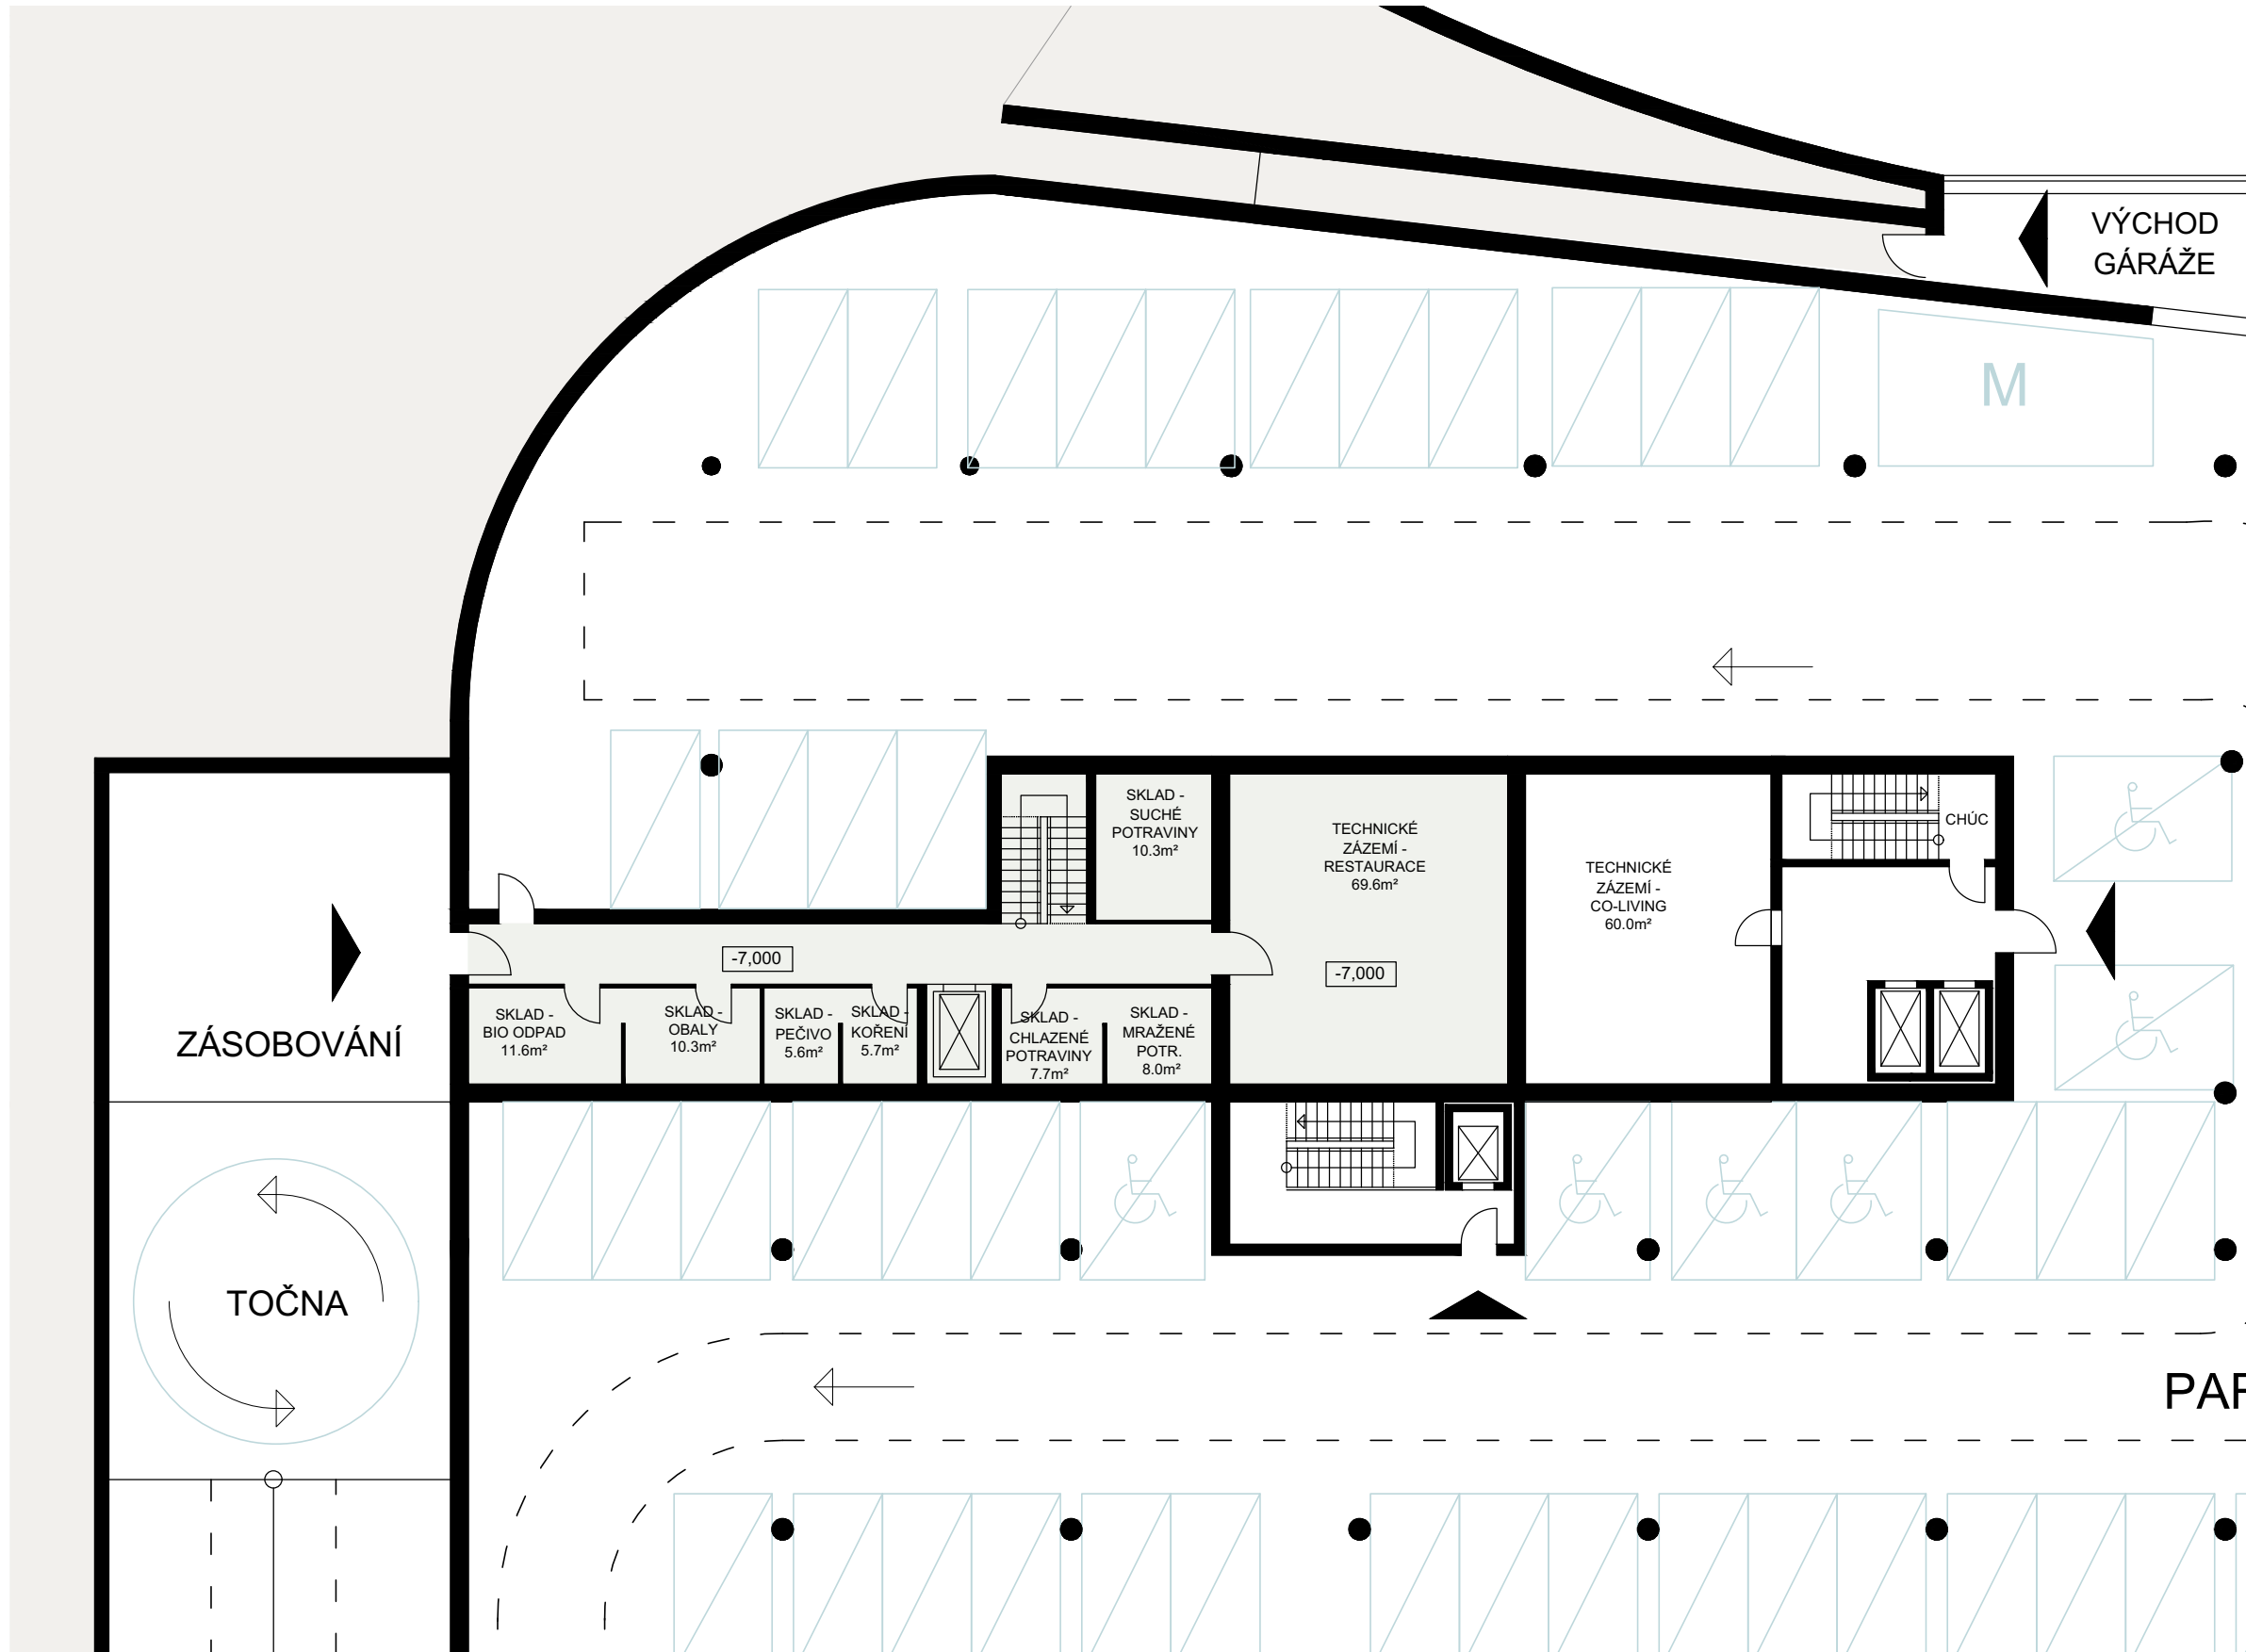 VÝCHOD
GÁRÁŽE
M
SKLAD -
SUCHÉ
POTRAVINY
10.3m²
TECHNICKÉ
ZÁZEMÍ -
RESTAURACE
69.6m²
TECHNICKÉ
ZÁZEMÍ -
CO-LIVING
60.0m²
CHÚC
-7,000
-7,000
SKLAD -
BIO ODPAD
11.6m²
SKLAD -
OBALY
10.3m²
SKLAD -
PEČIVO
5.6m²
SKLAD -
KOŘENÍ
5.7m²
SKLAD -
CHLAZENÉ
POTRAVINY
7.7m²
SKLAD -
MRAŽENÉ
POTR.
8.0m²
ZÁSOBOVÁNÍ
TOČNA